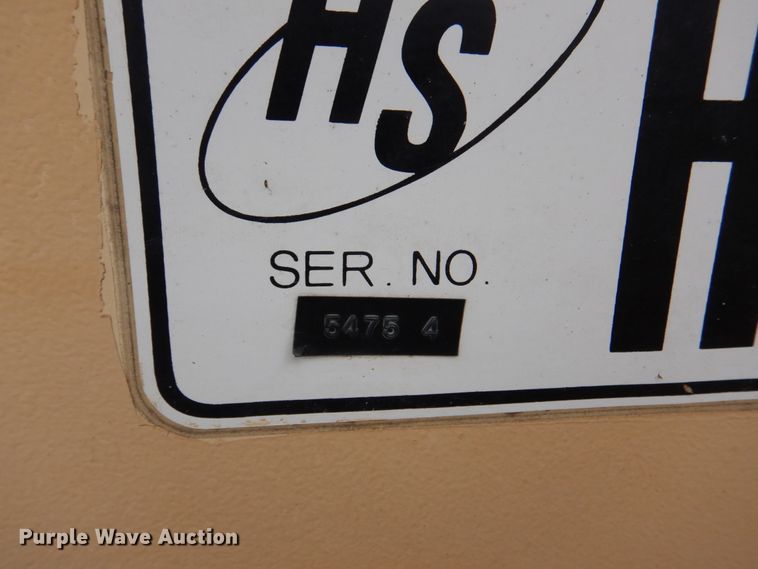 HS
H
SER. NO.
5475 4
Purple Wave Auction